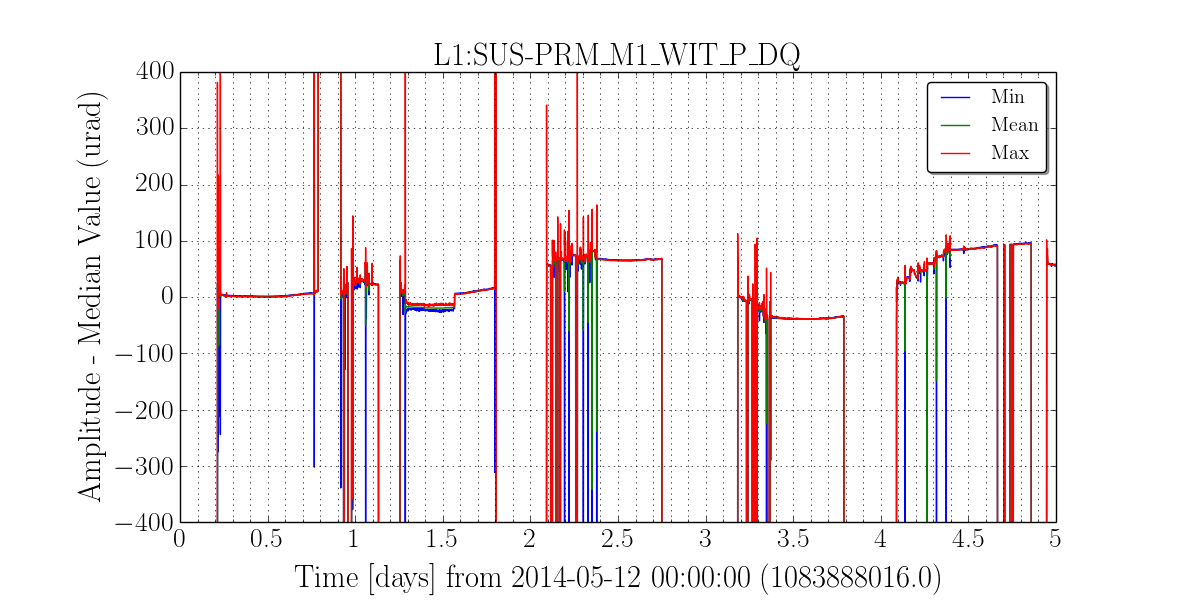 L1:SUS-PRM_M1_WIT_P_DQ
Amplitude - Median Value (urad)
400
300
200
100
0
−100
−200
−300
−400
Min
Mean
Max
0 0.5 1 1.5 2 2.5 3 3.5 4 4.5 5
Time [days] from 2014-05-12 00:00:00 (1083888016.0)